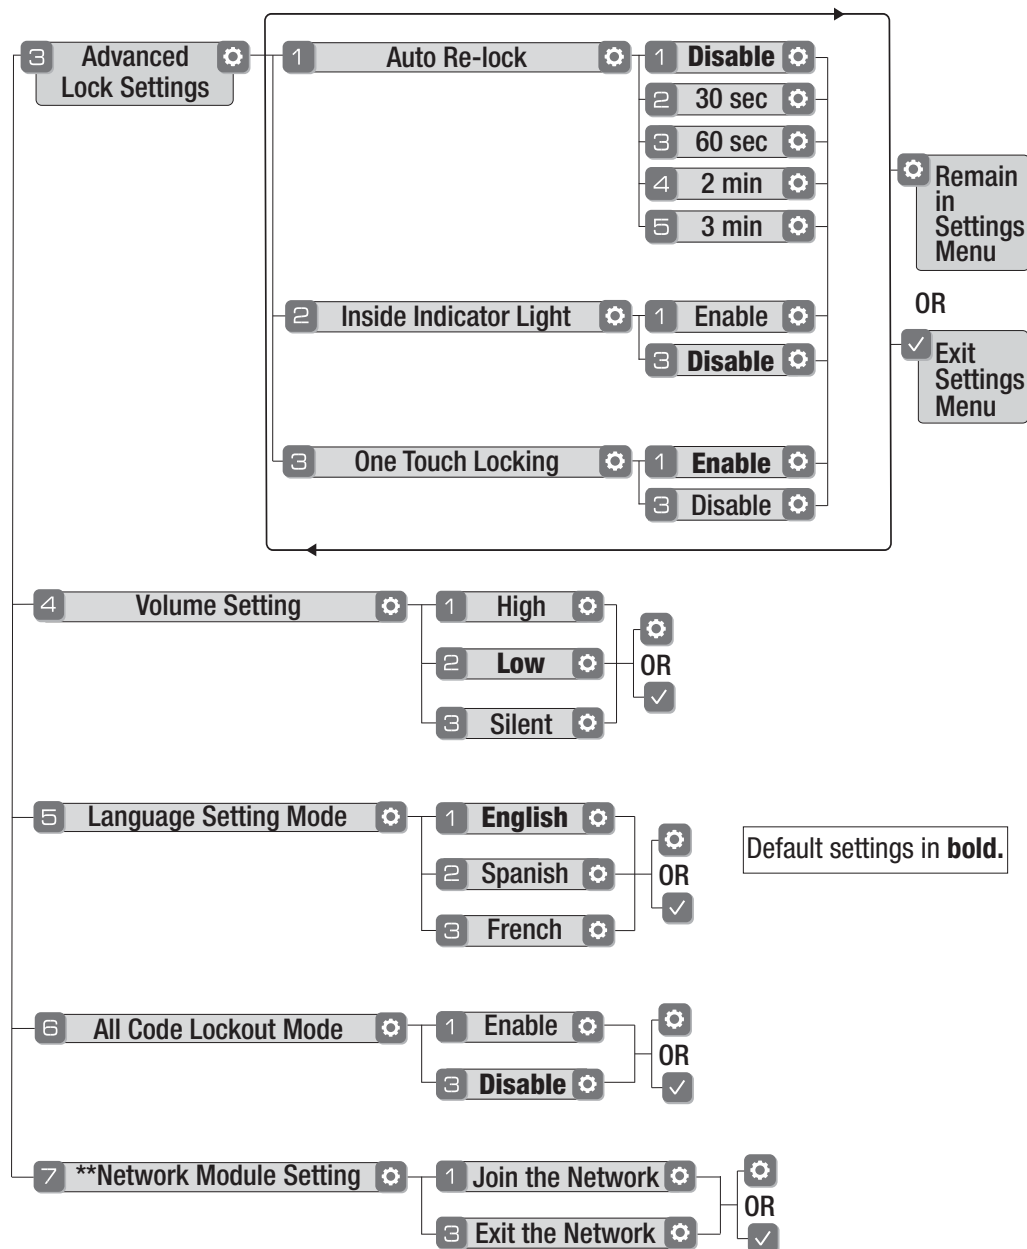 3 Advanced
Lock Settings
1 Auto Re-lock
1 Disable
2 30 sec
3 60 sec
4 2 min
5 3 min
2 Inside Indicator Light
1 Enable
3 Disable
3 One Touch Locking
1 Enable
3 Disable
Remain
in
Settings
Menu
OR
Exit
Settings
Menu
4 Volume Setting
1 High
2 Low
3 Silent
OR
5 Language Setting Mode
1 English
2 Spanish
3 French
OR
Default settings in bold.
6 All Code Lockout Mode
1 Enable
3 Disable
OR
7 **Network Module Setting
1 Join the Network
3 Exit the Network
OR